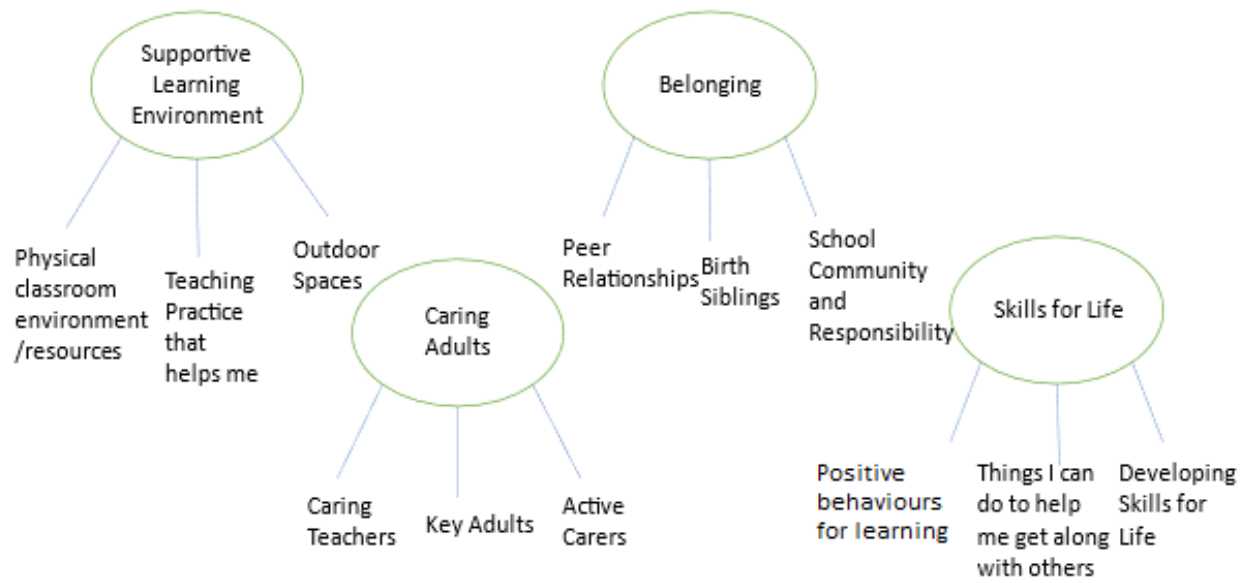 Supportive
Learning
Environment
Physical
classroom
environment
/resources
Teaching
Practice
that
helps me
Outdoor
Spaces
Caring
Adults
Caring
Teachers
Key Adults
Active
Carers
Belonging
Peer
Relationships
Birth
Siblings
School
Community
and
Responsibility
Skills for Life
Positive
behaviours
for learning
Things I can
do to help
me get along
with others
Developing
Skills for
Life